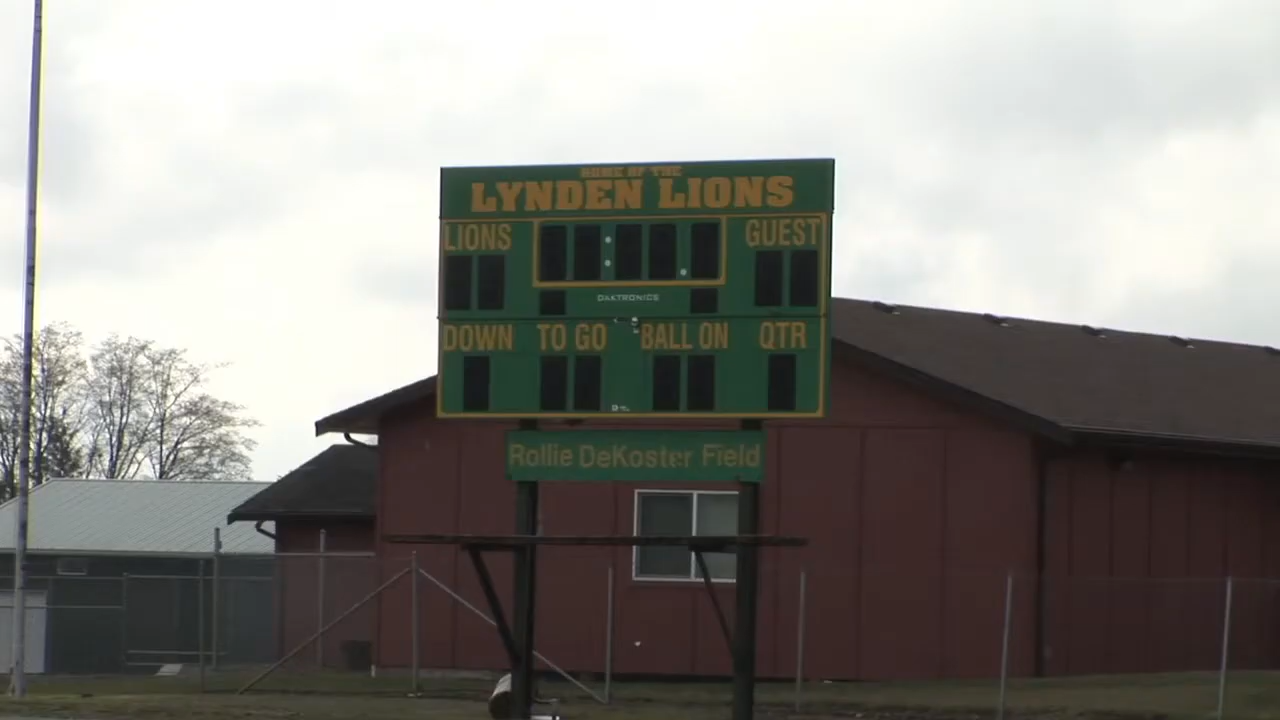 HOME OF THE
LYNDEN LIONS
LIONS GUEST
DAKTRONICS
DOWN TO GO BALL ON QTR
Rollie DeKoster Field